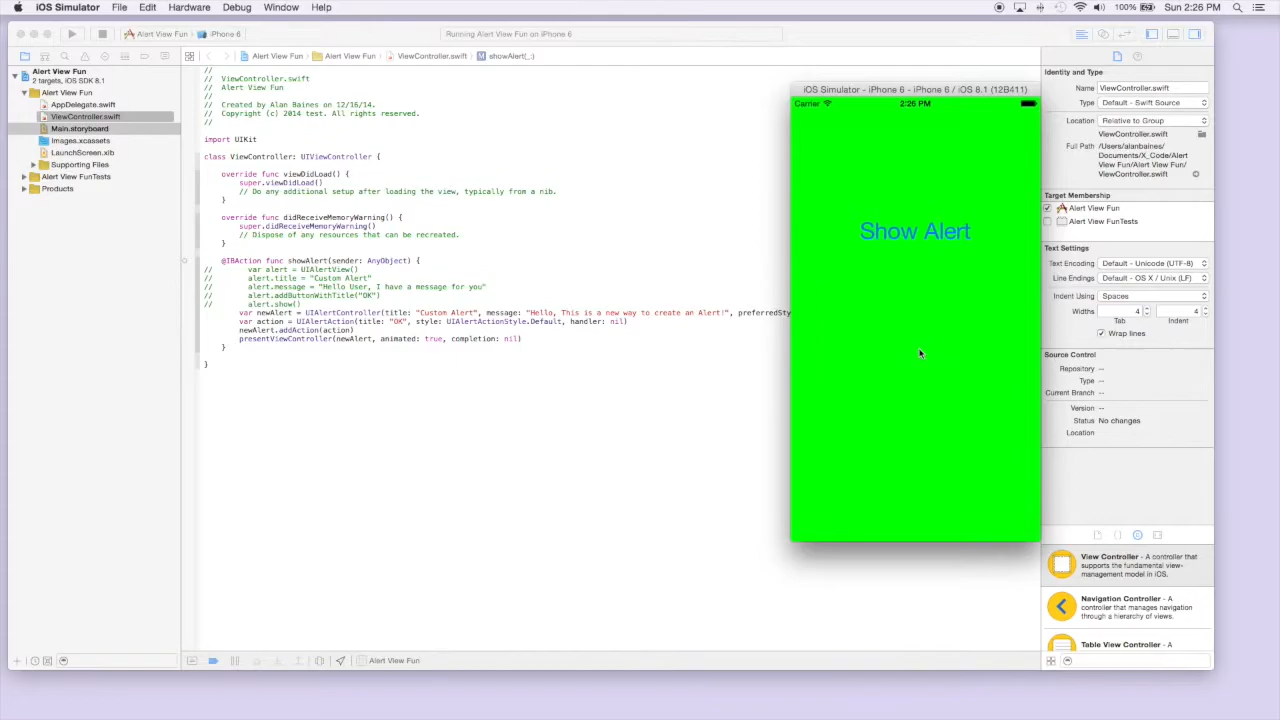 iOS Simulator File Edit Hardware Debug Window Help 100% Sun 2:26 PM
Alert View Fun iPhone 6 Running Alert View Fun on iPhone 6
Alert View Fun Alert View Fun ViewController.swift M showAlert(_:)
Alert View Fun
2 targets, iOS SDK 8.1
Alert View Fun
AppDelegate.swift
ViewController.swift
Main.storyboard
Images.xcassets
LaunchScreen.xib
Supporting Files
Alert View FunTests
Products
//
// ViewController.swift
// Alert View Fun
//
// Created by Alan Baines on 12/16/14.
// Copyright (c) 2014 test. All rights reserved.
//
import UIKit
class ViewController: UIViewController {
override func viewDidLoad() {
super.viewDidLoad()
// Do any additional setup after loading the view, typically from a nib.
}
override func didReceiveMemoryWarning() {
super.didReceiveMemoryWarning()
// Dispose of any resources that can be recreated.
}
@IBAction func showAlert(sender: AnyObject) {
// var alert = UIAlertView()
// alert.title = "Custom Alert"
// alert.message = "Hello User, I have a message for you"
// alert.addButtonWithTitle("OK")
// alert.show()
var newAlert = UIAlertController(title: "Custom Alert", message: "Hello, This is a new way to create an Alert!", preferredSty
var action = UIAlertAction(title: "OK", style: UIAlertActionStyle.Default, handler: nil)
newAlert.addAction(action)
presentViewController(newAlert, animated: true, completion: nil)
}
}
iOS Simulator - iPhone 6 - iPhone 6 / iOS 8.1 (12B411)
Carrier 2:26 PM
Show Alert
Identity and Type
Name ViewController.swift
Type Default - Swift Source
Location Relative to Group
ViewController.swift
Full Path /Users/alanbaines/
Documents/X_Code/Alert
View Fun/Alert View Fun/
ViewController.swift
Target Membership
Alert View Fun
Alert View FunTests
Text Settings
Text Encoding Default - Unicode (UTF-8)
Line Endings Default - OS X / Unix (LF)
Indent Using Spaces
Widths 4 4
Tab Indent
Wrap lines
Source Control
Repository --
Type --
Current Branch --
Version --
Status No changes
Location
View Controller - A controller that
supports the fundamental view-
management model in iOS.
Navigation Controller - A
controller that manages navigation
through a hierarchy of views.
Table View Controller - A
Alert View Fun